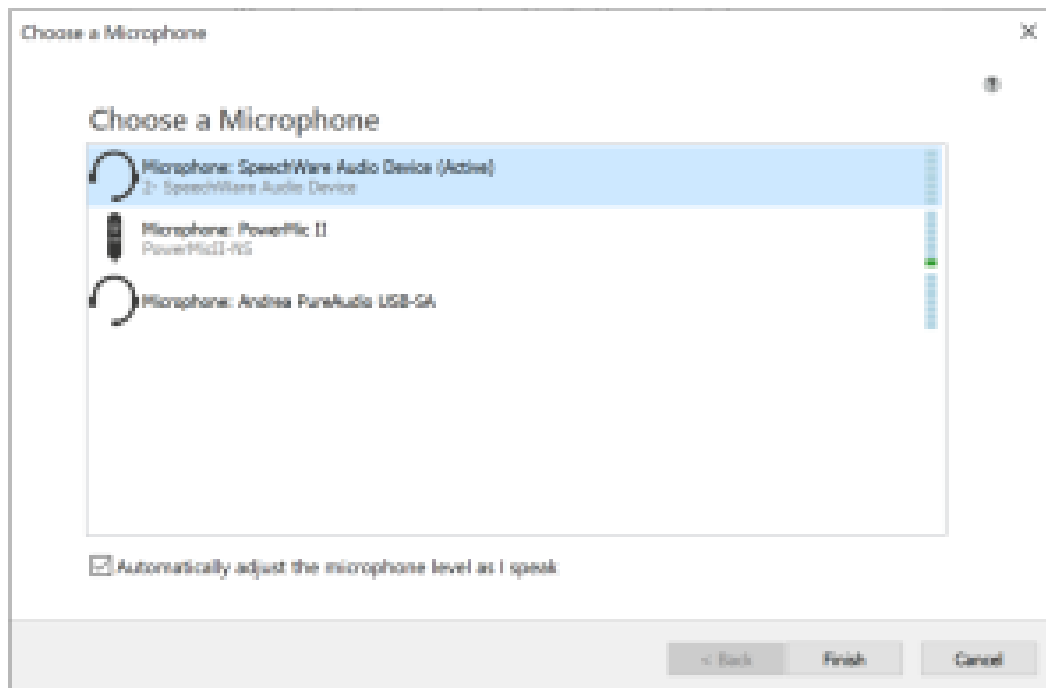 Choose a Microphone
Choose a Microphone
Microphone: SpeechWare Audio Device (Active)
2- SpeechWare Audio Device
Microphone: PowerMic II
PowerMicII-NS
Microphone: Andrea PureAudio USB-SA
Automatically adjust the microphone level as I speak
< Back
Finish
Cancel